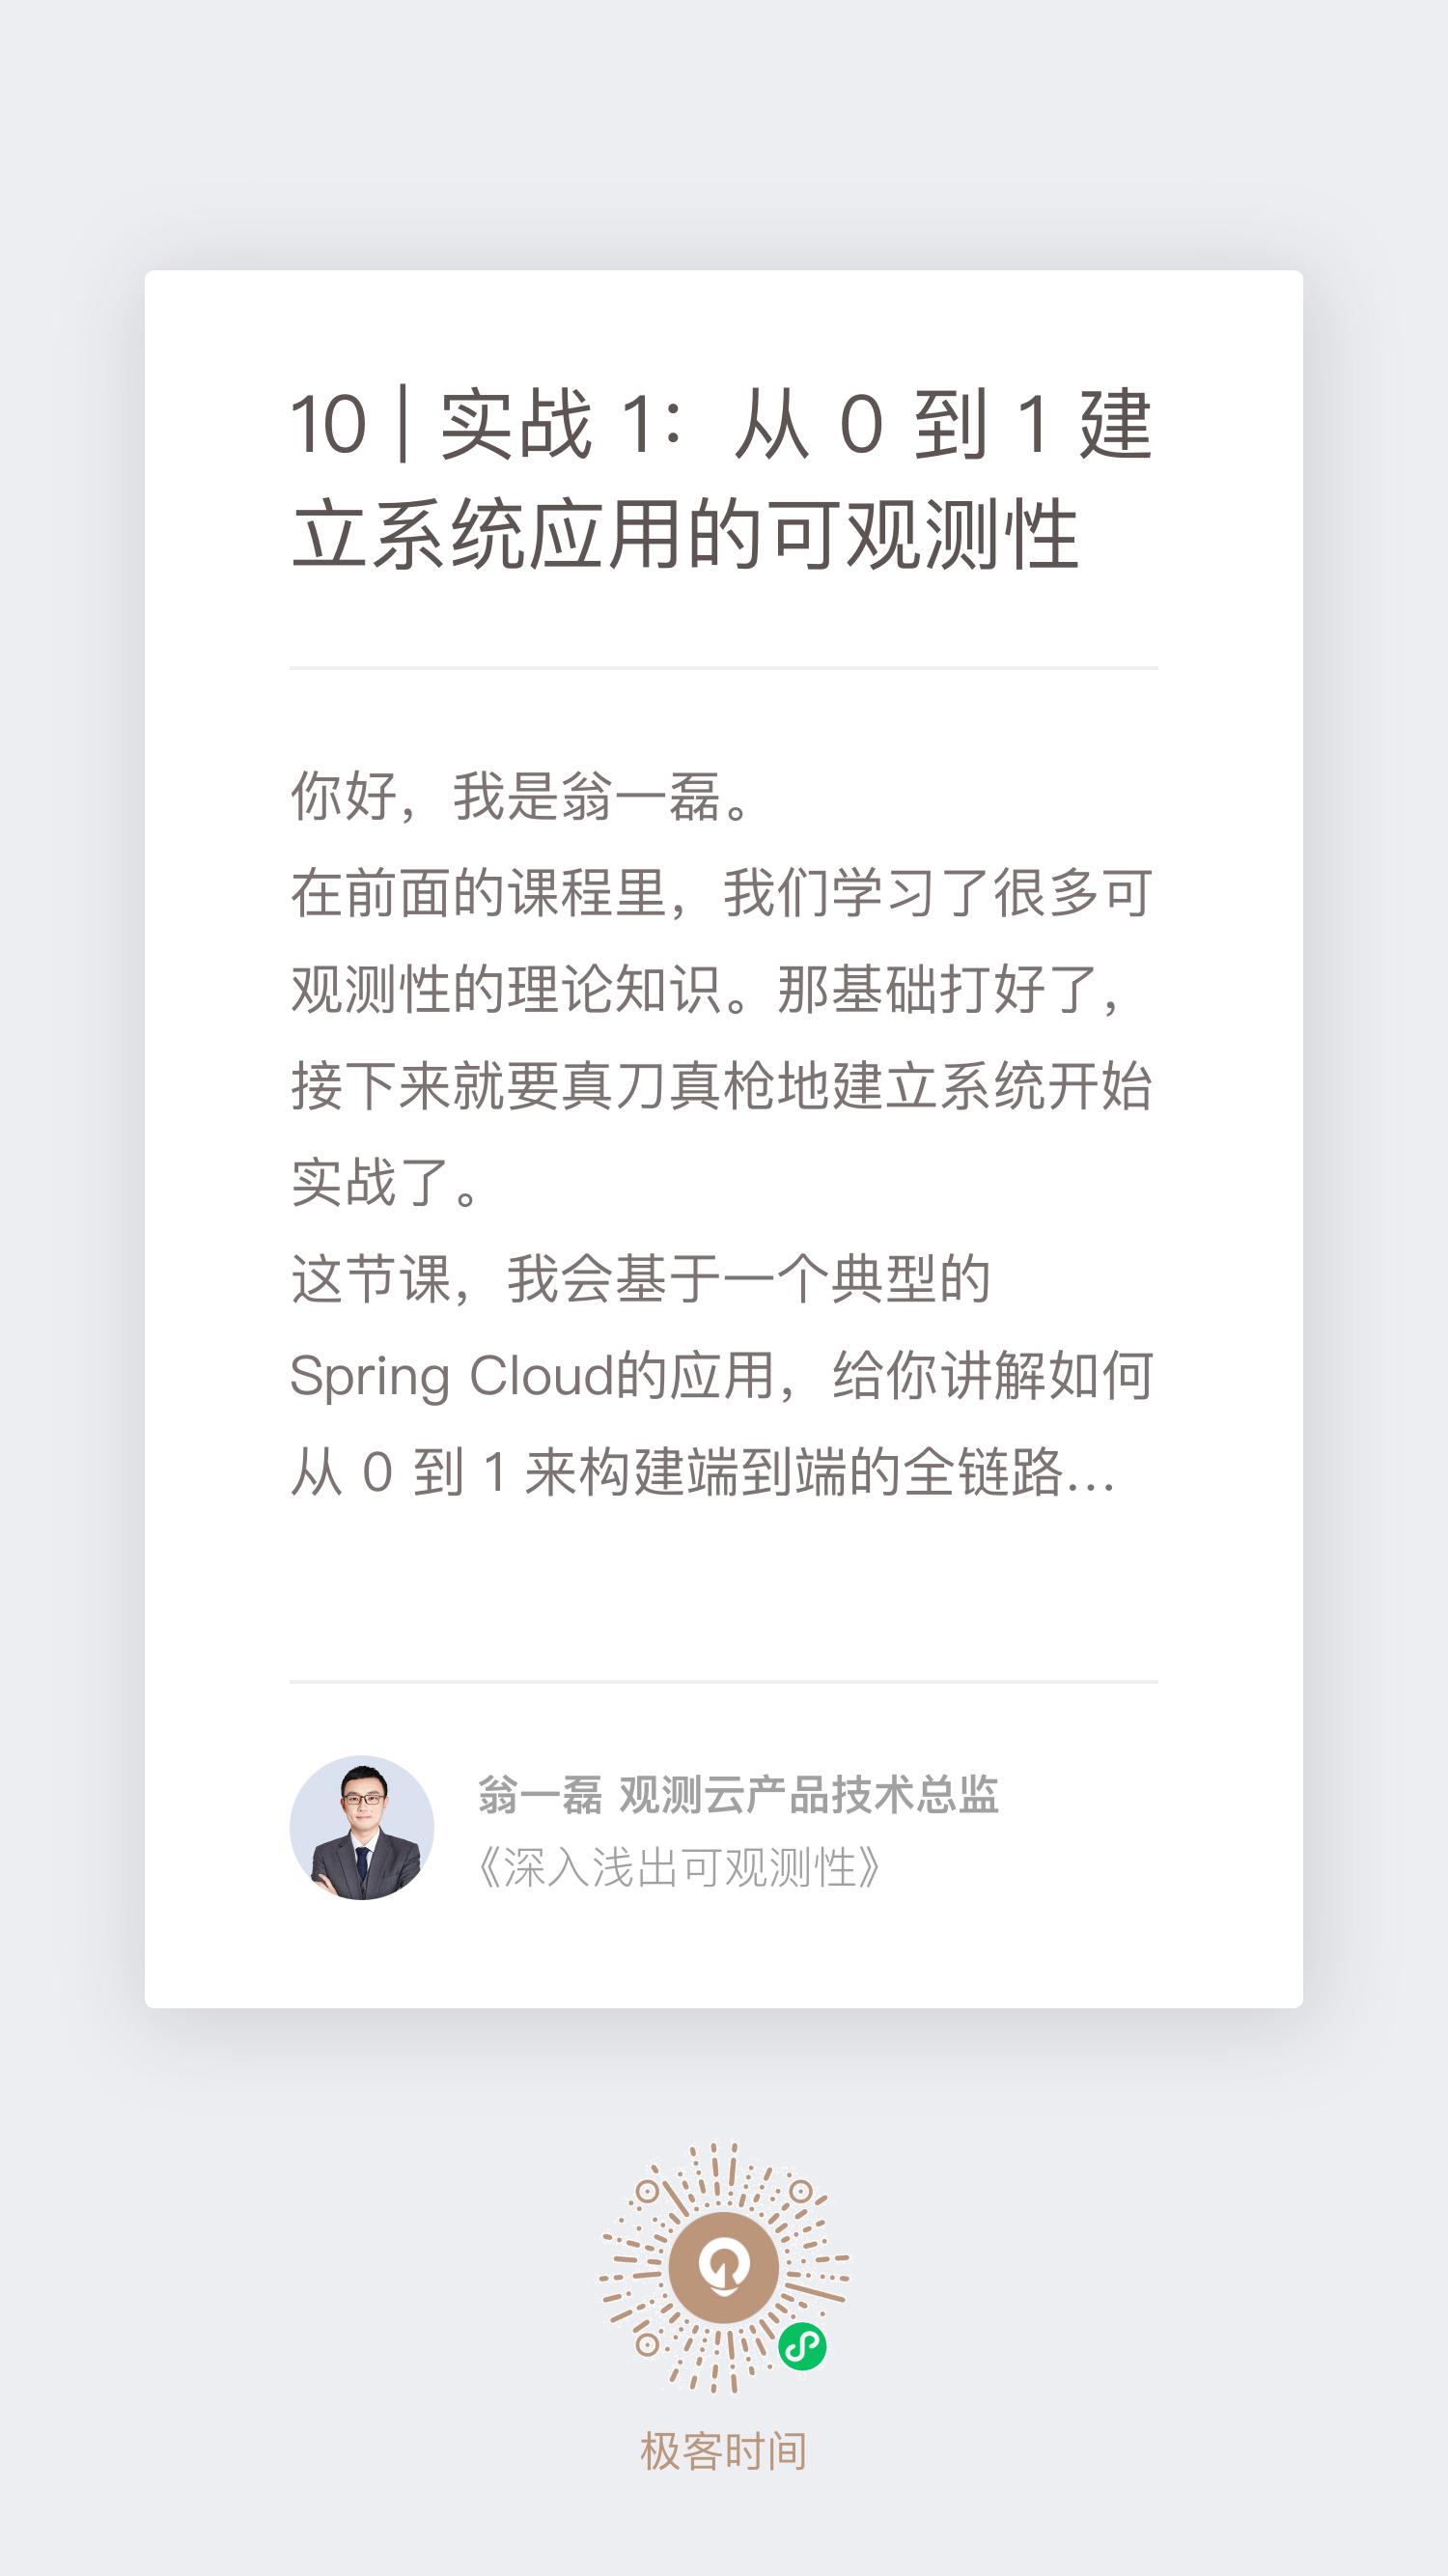 10 | 实战 1：从 0 到 1 建
立系统应用的可观测性
你好，我是翁一磊。
在前面的课程里，我们学习了很多可
观测性的理论知识。那基础打好了，
接下来就要真刀真枪地建立系统开始
实战了。
这节课，我会基于一个典型的
Spring Cloud的应用，给你讲解如何
从 0 到 1 来构建端到端的全链路...
翁一磊 观测云产品技术总监
《深入浅出可观测性》
极客时间